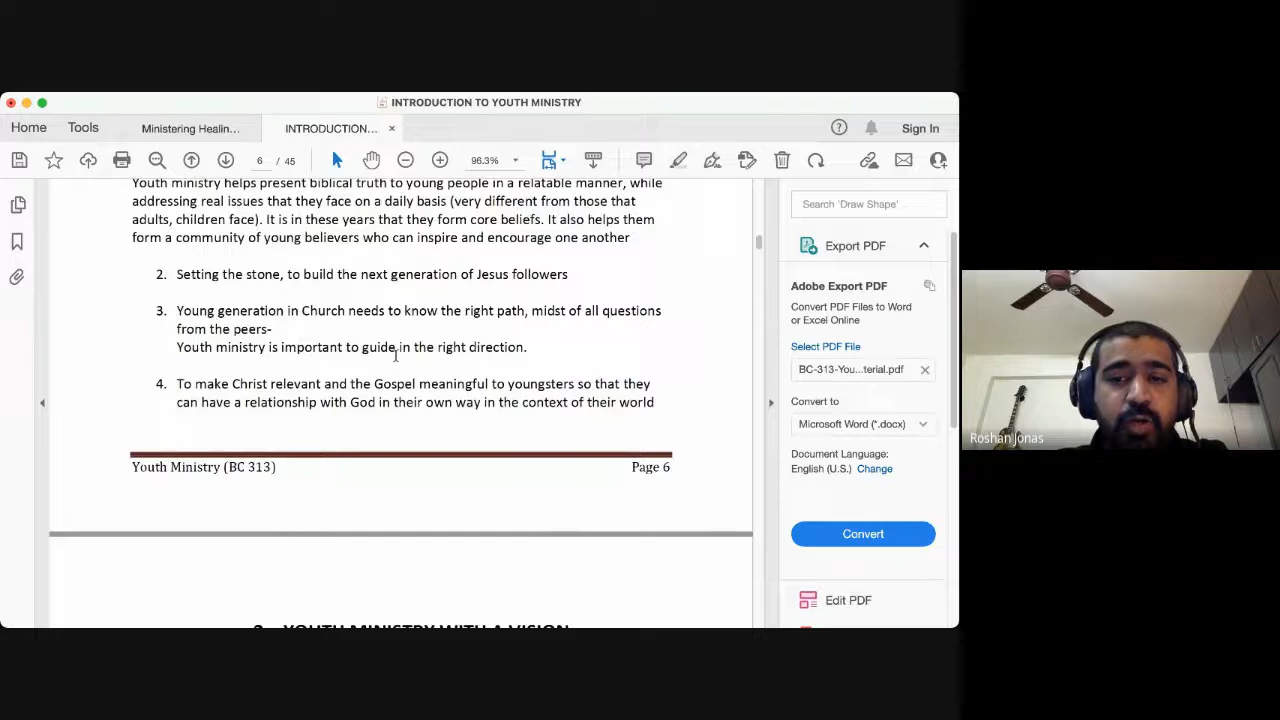 INTRODUCTION TO YOUTH MINISTRY
Home
Tools
Ministering Healin...
INTRODUCTION...
Sign In
6 / 45
96.3%
Youth ministry helps present biblical truth to young people in a relatable manner, while
addressing real issues that they face on a daily basis (very different from those that
adults, children face). It is in these years that they form core beliefs. It also helps them
form a community of young believers who can inspire and encourage one another
2. Setting the stone, to build the next generation of Jesus followers
3. Young generation in Church needs to know the right path, midst of all questions
from the peers-
Youth ministry is important to guide in the right direction.
4. To make Christ relevant and the Gospel meaningful to youngsters so that they
can have a relationship with God in their own way in the context of their world
Youth Ministry (BC 313)
Page 6
YOUTH MINISTRY WITH A VISION
Search 'Draw Shape'
Export PDF
Adobe Export PDF
Convert PDF Files to Word
or Excel Online
Select PDF File
BC-313-You...terial.pdf
Convert to
Microsoft Word (*.docx)
Document Language:
English (U.S.) Change
Convert
Edit PDF
Roshan Jonas